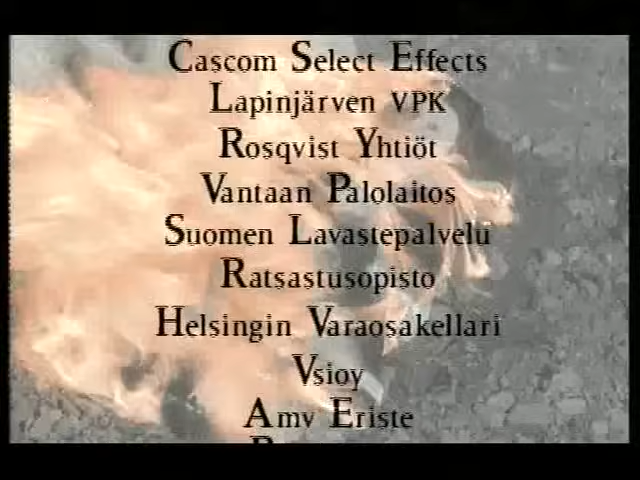 Cascom Select Effects
Lapinjärven VPK
Rosqvist Yhtiöt
Vantaan Palolaitos
Suomen Lavastepalvelu
Ratsastusopisto
Helsingin Varaosakellari
Vsioy
Amv Eriste